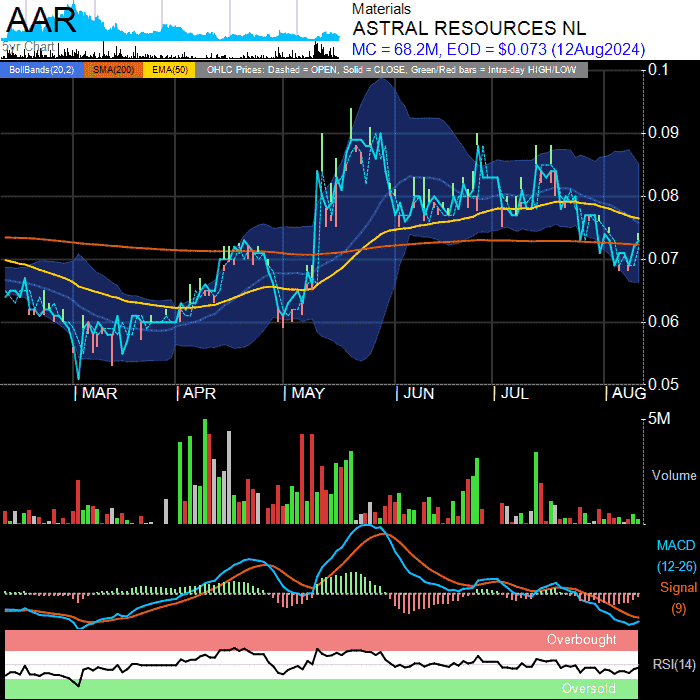 AAR
5yr Chart
Materials
ASTRAL RESOURCES NL
MC = 68.2M, EOD = $0.073 (12Aug2024)
BollBands(20,2) SMA(200) EMA(50) OHLC Prices: Dashed = OPEN, Solid = CLOSE, Green/Red bars = Intra-day HIGH/LOW
0.1
0.09
0.08
0.07
0.06
0.05
MAR APR MAY JUN JUL AUG
5M
Volume
MACD
(12-26)
Signal
(9)
Overbought
RSI(14)
Oversold